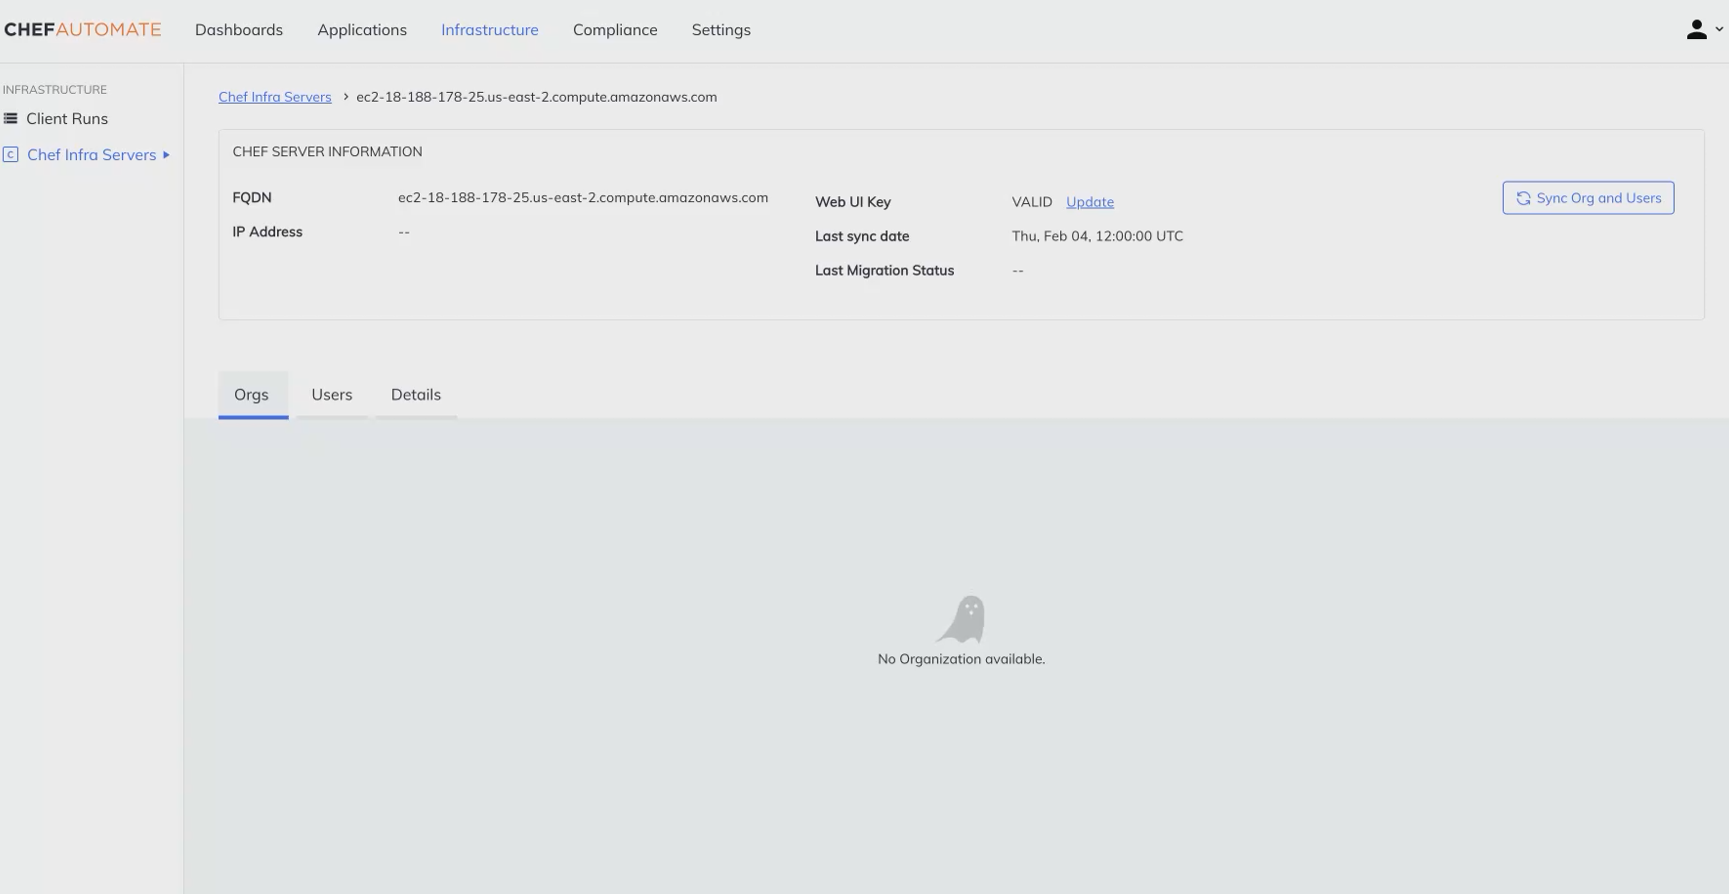 CHEFAUTOMATE Dashboards Applications Infrastructure Compliance Settings
INFRASTRUCTURE
Client Runs
C Chef Infra Servers
Chef Infra Servers > ec2-18-188-178-25.us-east-2.compute.amazonaws.com
CHEF SERVER INFORMATION
FQDN ec2-18-188-178-25.us-east-2.compute.amazonaws.com
IP Address --
Web UI Key VALID Update
Last sync date Thu, Feb 04, 12:00:00 UTC
Last Migration Status --
Sync Org and Users
Orgs Users Details
No Organization available.